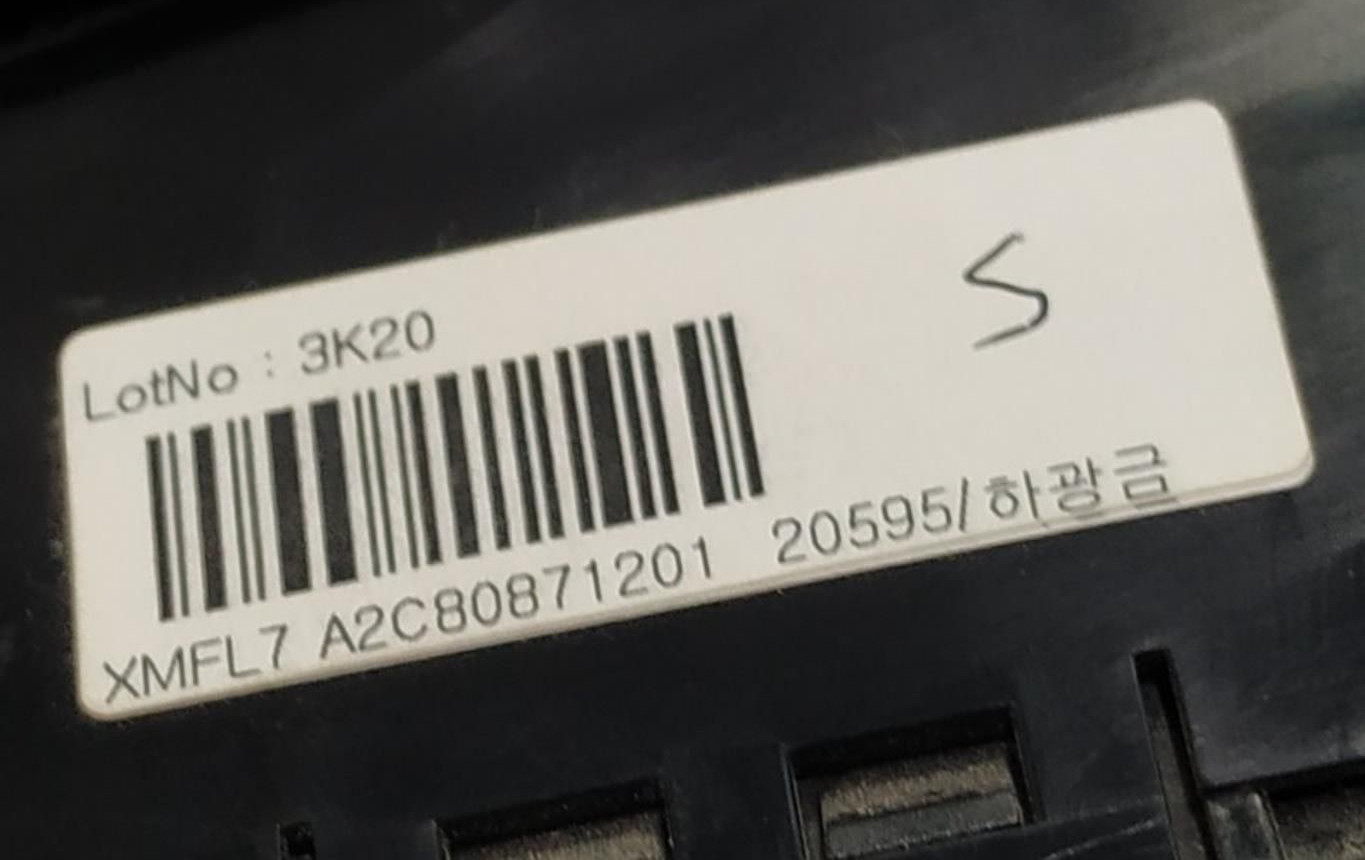 LotNo : 3K20
S
XMFL7 A2C80871201 20595/하광금